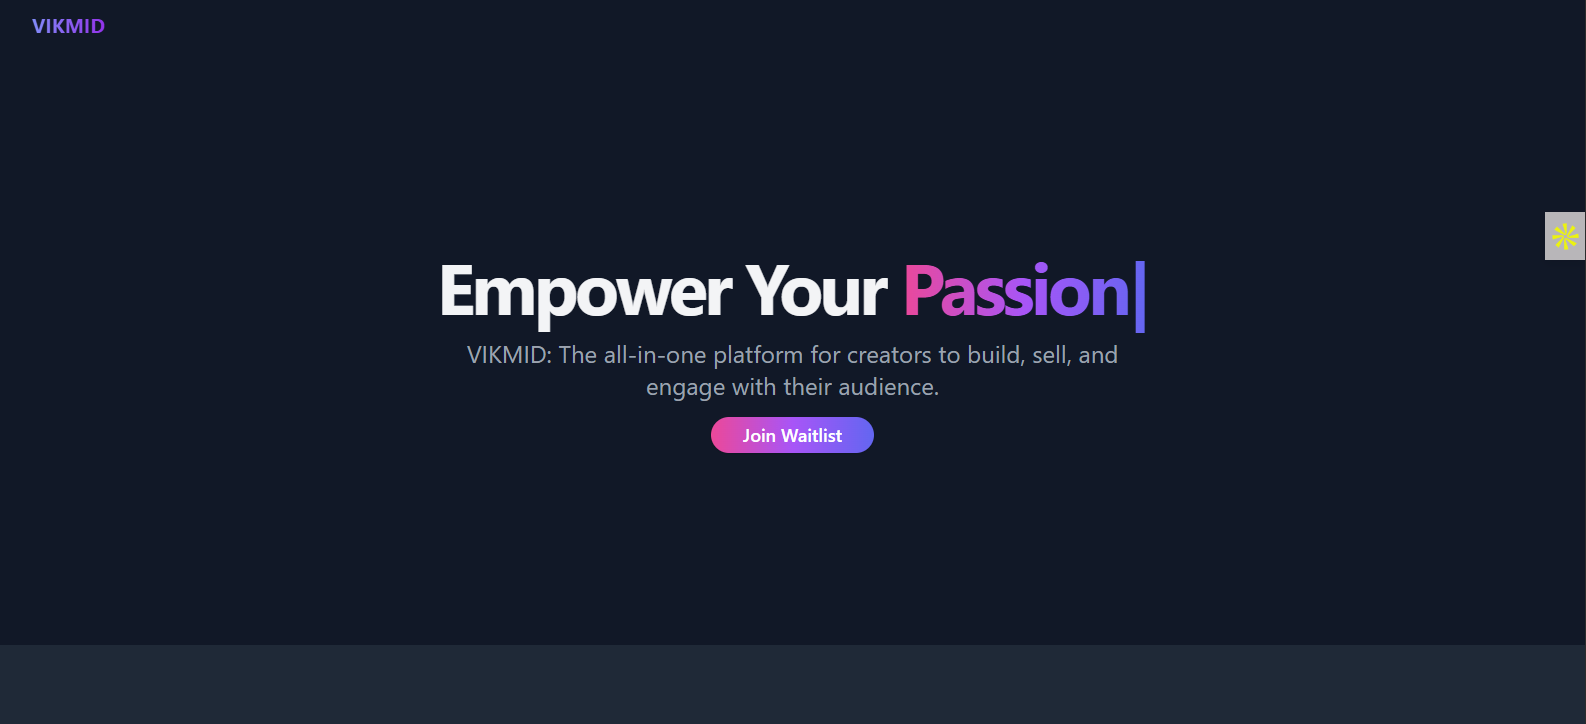 VIKMID
Empower Your Passion|
VIKMID: The all-in-one platform for creators to build, sell, and
engage with their audience.
Join Waitlist